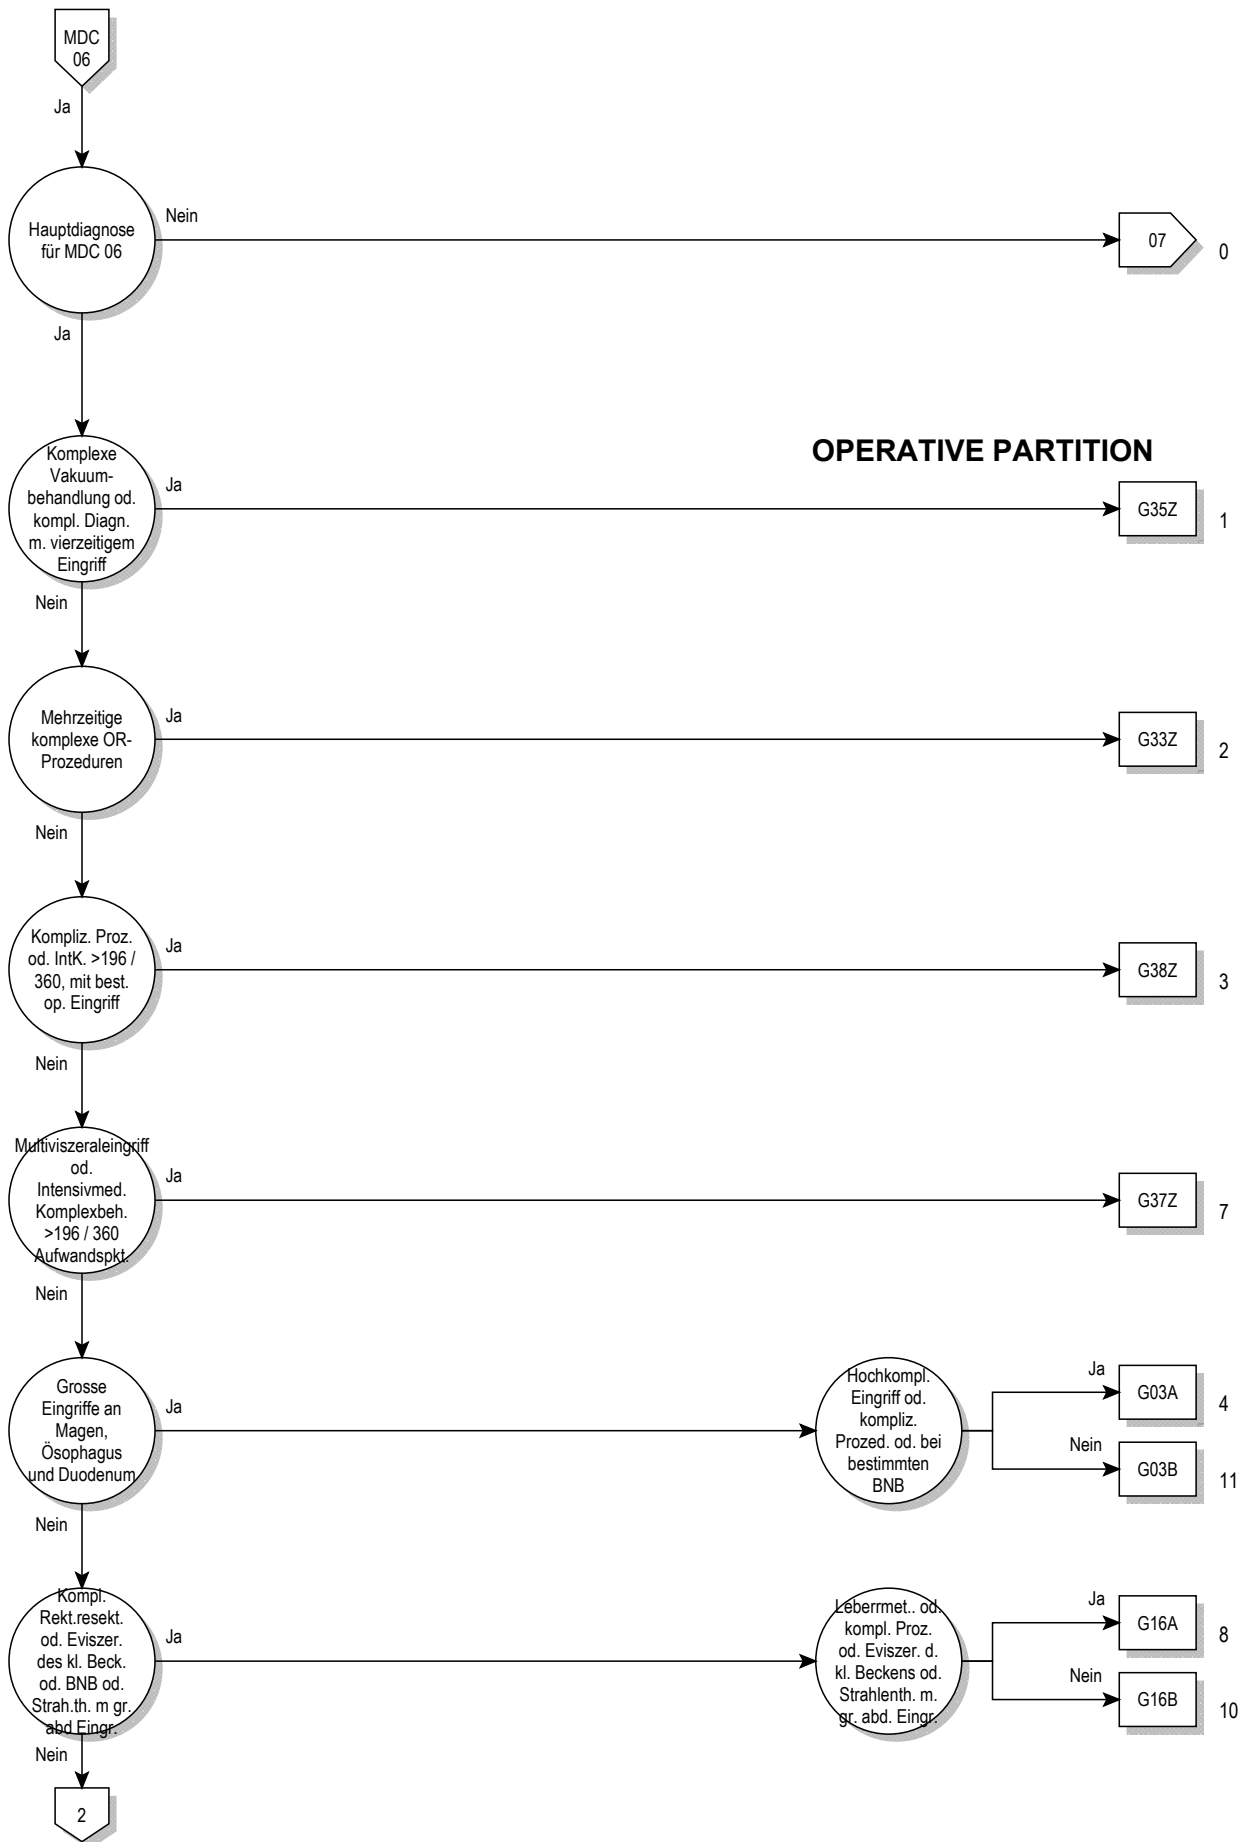 MDC
06
Ja
Hauptdiagnose
für MDC 06
Nein
07
0
Ja
OPERATIVE PARTITION
Komplexe
Vakuum-
behandlung od.
kompl. Diagn.
m. vierzeitigem
Eingriff
Ja
G35Z
1
Nein
Mehrzeitige
komplexe OR-
Prozeduren
Ja
G33Z
2
Nein
Kompliz. Proz.
od. IntK. >196 /
360, mit best.
op. Eingriff
Ja
G38Z
3
Nein
Multiviszeraleingriff
od.
Intensivmed.
Komplexbeh.
>196 / 360
Aufwandspkt.
Ja
G37Z
7
Nein
Grosse
Eingriffe an
Magen,
Ösophagus
und Duodenum
Ja
Hochkompl.
Eingriff od.
kompliz.
Prozed. od. bei
bestimmten
BNB
Ja
G03A
4
Nein
G03B
11
Nein
Kompl.
Rekt.resekt.
od. Eviszer.
des kl. Beck.
od. BNB od.
Strah.th. m gr.
abd Eingr.
Ja
Leberrmet.. od.
kompl. Proz.
od. Eviszer. d.
kl. Beckens od.
Strahlenth. m.
gr. abd. Eingr.
Ja
G16A
8
Nein
G16B
10
Nein
2